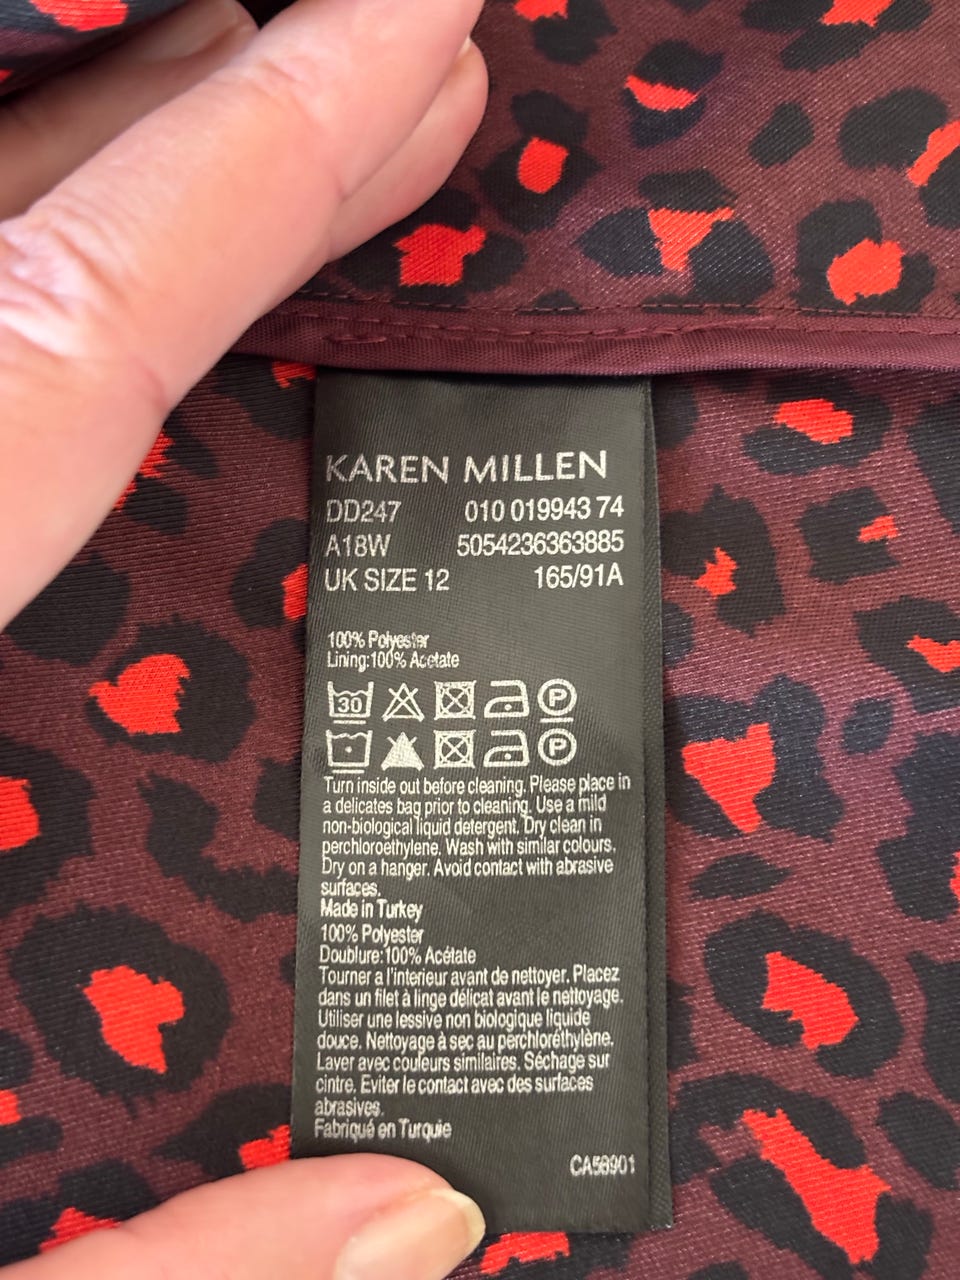 KAREN MILLEN
DD247 010 019943 74
A18W 5054236363885
UK SIZE 12 165/91A
100% Polyester
Lining:100% Acetate
30 P
P
Turn inside out before cleaning. Please place in
a delicates bag prior to cleaning. Use a mild
non-biological liquid detergent. Dry clean in
perchloroethylene. Wash with similar colours.
Dry on a hanger. Avoid contact with abrasive
surfaces.
Made in Turkey
100% Polyester
Doublure:100% Acétate
Tourner a l'interieur avant de nettoyer. Placez
dans un filet à linge délicat avant le nettoyage.
Utiliser une lessive non biologique liquide
douce. Nettoyage à sec au perchloréthylène.
Laver avec couleurs similaires. Séchage sur
cintre. Eviter le contact avec des surfaces
abrasives.
Fabriqué en Turquie
CA58901